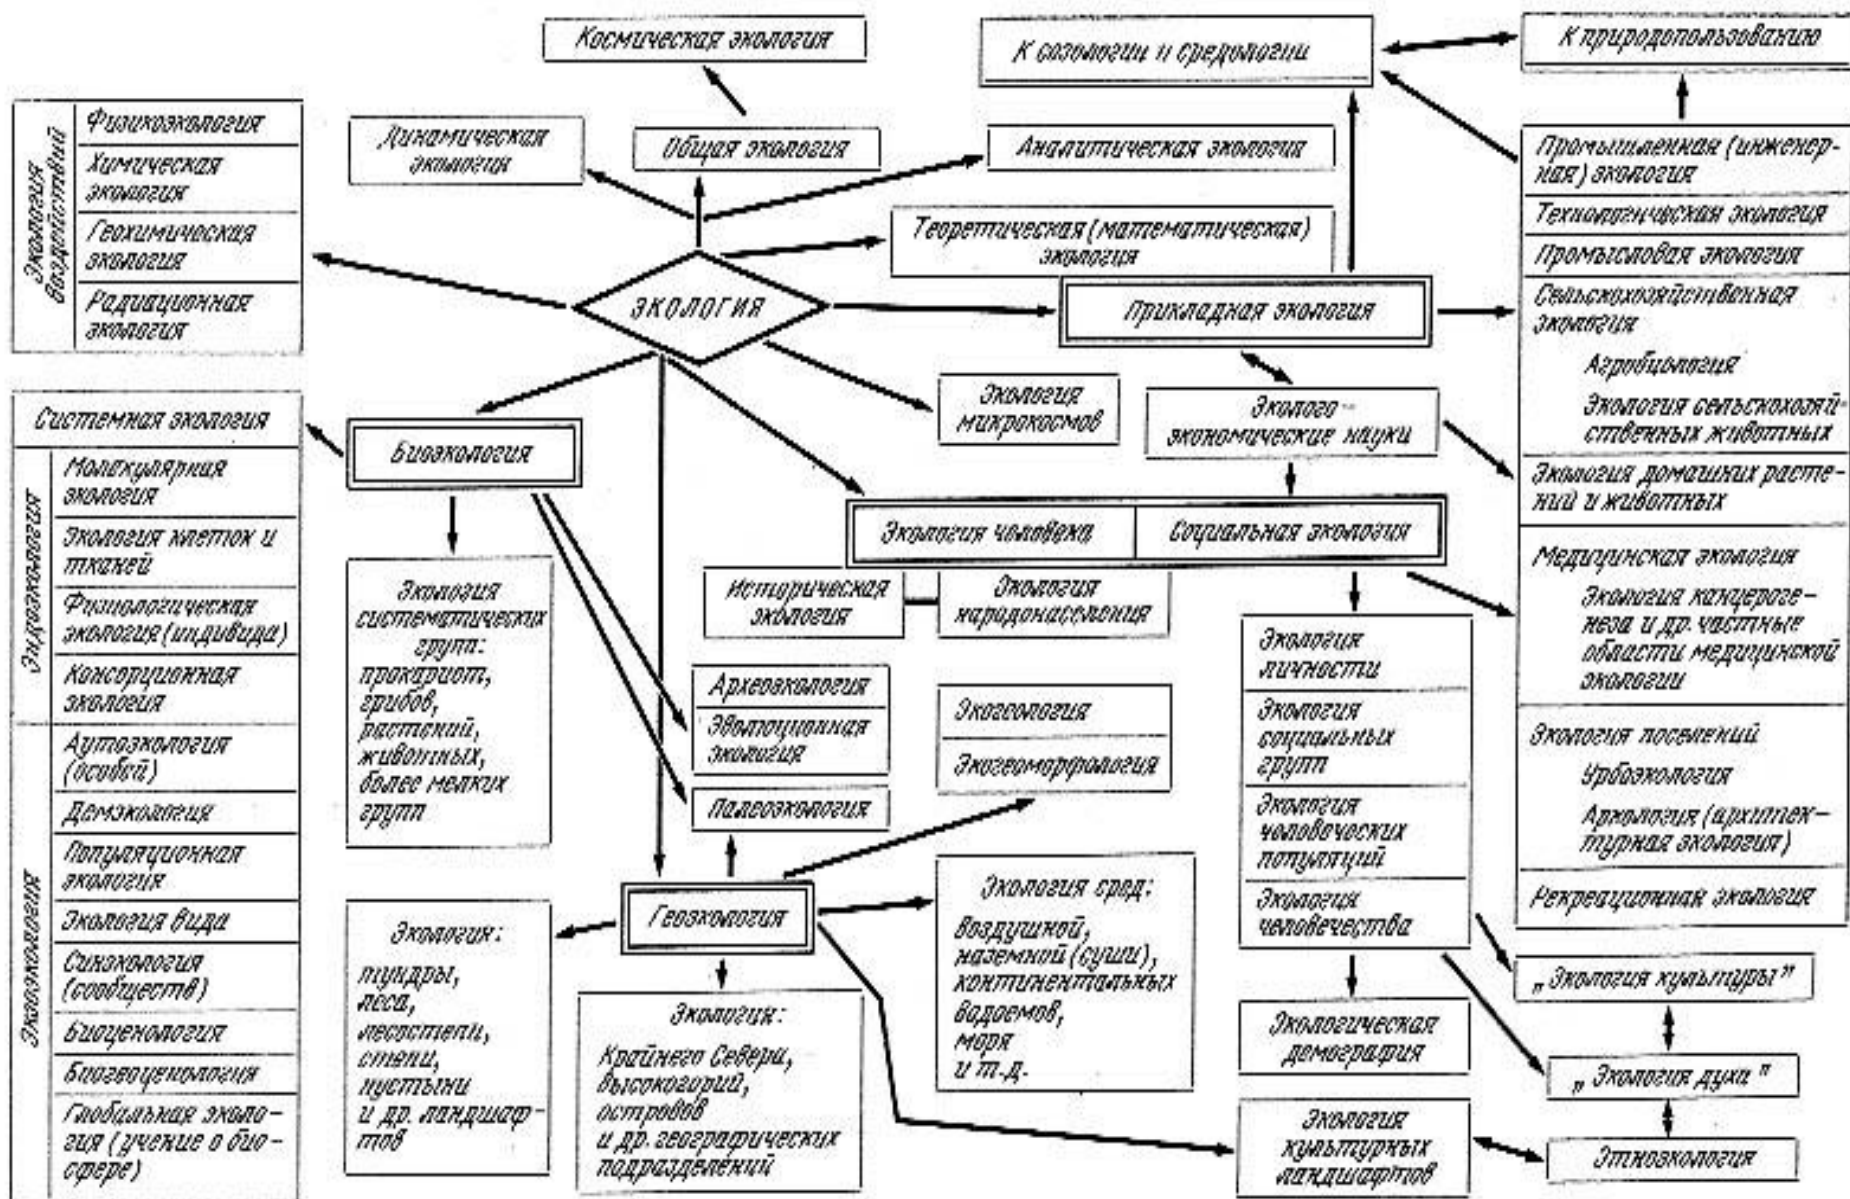 Космическая экология
К созологии и средологии
К природопользованию
Экология
воздействий
Физикоэкология
Химическая
экология
Геохимическая
экология
Радиационная
экология
Динамическая
экология
Общая экология
Аналитическая экология
Теоретическая (математическая)
экология
ЭКОЛОГИЯ
Прикладная экология
Промышленная (инженер-
ная) экология
Технологическая экология
Промысловая экология
Сельскохозяйственная
экология
Агробиология
Экология сельскохозяй-
ственных животных
Экология домашних расте-
ний и животных
Медицинская экология
Экология канцероге-
неза и др. частные
области медицинской
экологии
Экология поселений
Урбоэкология
Аркология (архитек-
турная экология)
Рекреационная экология
Экология
микрокосмов
Эколого-
экономические науки
Системная экология
Биоэкология
Эндоэкология
Молекулярная
экология
Экология клеток и
тканей
Физиологическая
экология (индивида)
Консорционная
экология
Экзоэкология
Аутоэкология
(особей)
Демэкология
Популяционная
экология
Экология вида
Синэкология
(сообществ)
Биоценология
Биогеоценология
Глобальная эколо-
гия (учение о био-
сфере)
Экология человека
Социальная экология
Экология
систематических
групп:
прокариот,
грибов,
растений,
животных,
более мелких
групп
Историческая
экология
Экология
народонаселения
Археоэкология
Эволюционная
экология
Палеоэкология
Экогеология
Экогеоморфология
Экология
личности
Экология
социальных
групп
Экология
человеческих
популяций
Экология
человечества
Геоэкология
Экология:
тундры,
леса,
лесостепи,
степи,
пустыни
и др. ландшаф-
тов
Экология:
Крайнего Севера,
высокогорий,
островов
и др. географических
подразделений
Экология сред:
воздушной,
наземной (суши),
континентальных
водоемов,
моря
и т.д.
Экологическая
демография
Экология
культурных
ландшафтов
„Экология культуры”
„Экология духа”
Этноэкология